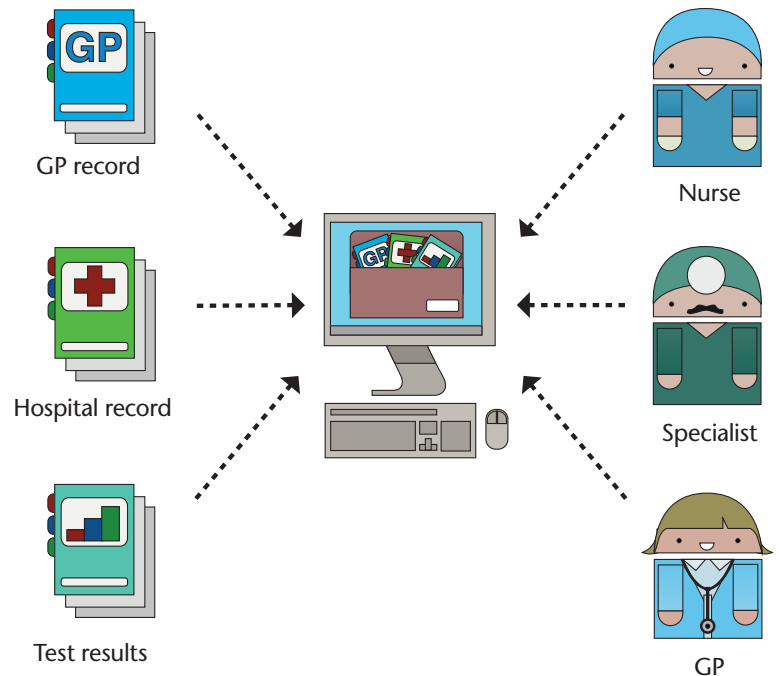 GP
GP record
Hospital record
Test results
GP
Nurse
Specialist
GP